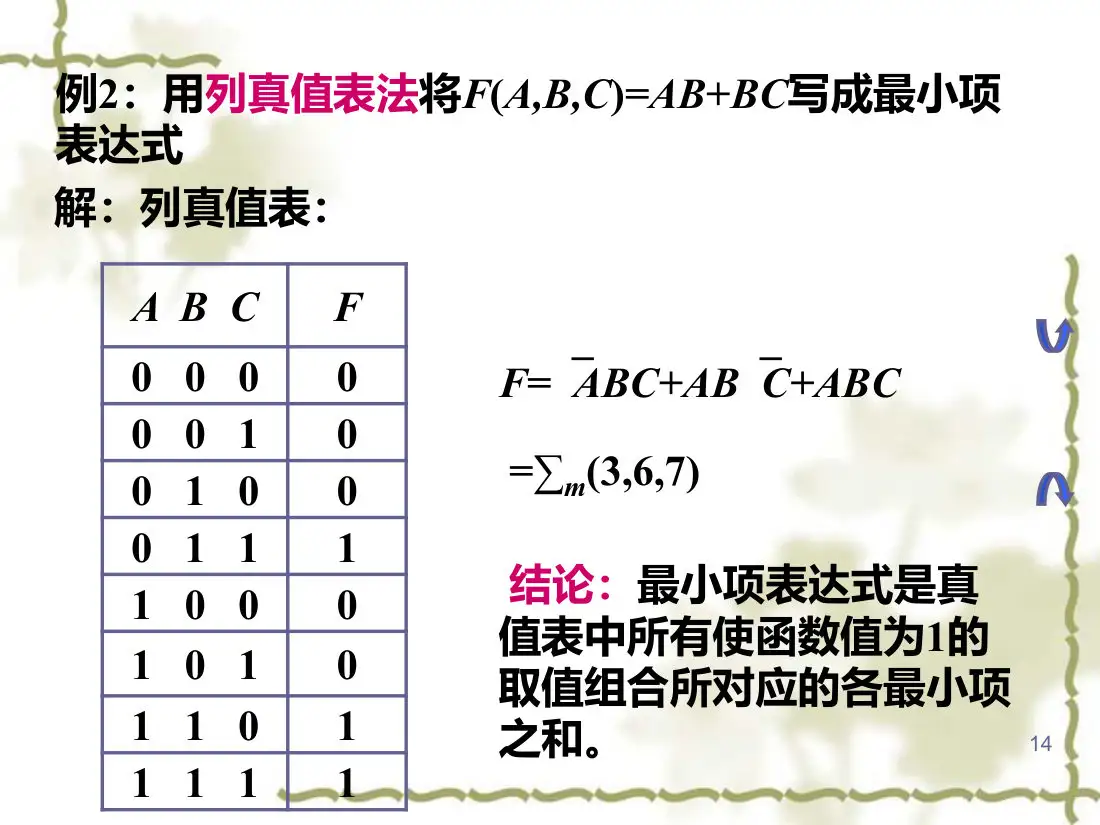 例2：用列真值表法将F(A,B,C)=AB+BC写成最小项
表达式
解：列真值表：
A B C F
0 0 0 0
0 0 1 0
0 1 0 0
0 1 1 1
1 0 0 0
1 0 1 0
1 1 0 1
1 1 1 1
F= A̅BC+AB C̅+ABC
=∑m(3,6,7)
结论：最小项表达式是真
值表中所有使函数值为1的
取值组合所对应的各最小项
之和。
14